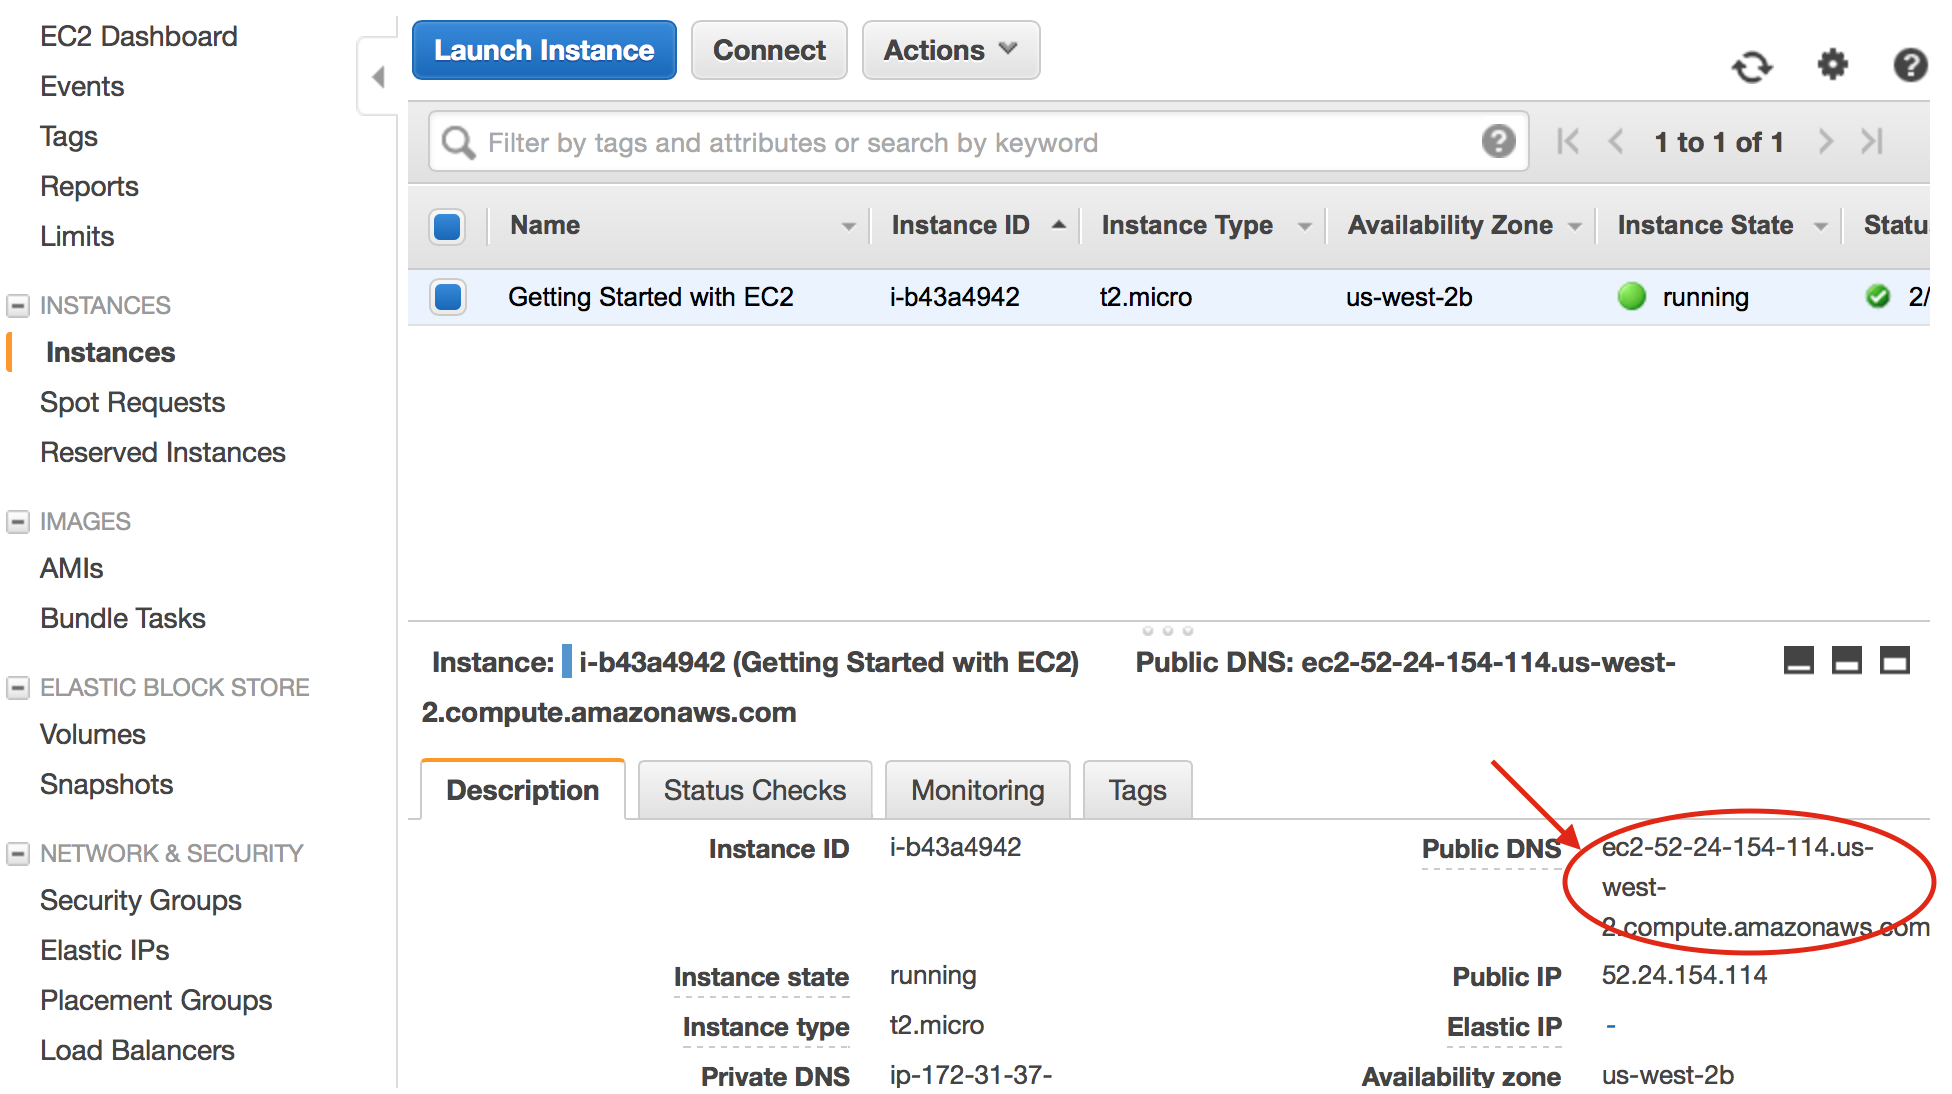 EC2 Dashboard
Events
Tags
Reports
Limits
INSTANCES
Instances
Spot Requests
Reserved Instances
IMAGES
AMIs
Bundle Tasks
ELASTIC BLOCK STORE
Volumes
Snapshots
NETWORK & SECURITY
Security Groups
Elastic IPs
Placement Groups
Load Balancers
Launch Instance Connect Actions
Filter by tags and attributes or search by keyword 1 to 1 of 1
Name Instance ID Instance Type Availability Zone Instance State Statu
Getting Started with EC2 i-b43a4942 t2.micro us-west-2b running 2/
Instance: i-b43a4942 (Getting Started with EC2) Public DNS: ec2-52-24-154-114.us-west-
2.compute.amazonaws.com
Description Status Checks Monitoring Tags
Instance ID i-b43a4942 Public DNS ec2-52-24-154-114.us-
west-
2.compute.amazonaws.com
Instance state running Public IP 52.24.154.114
Instance type t2.micro Elastic IP -
Private DNS ip-172-31-37- Availability zone us-west-2b